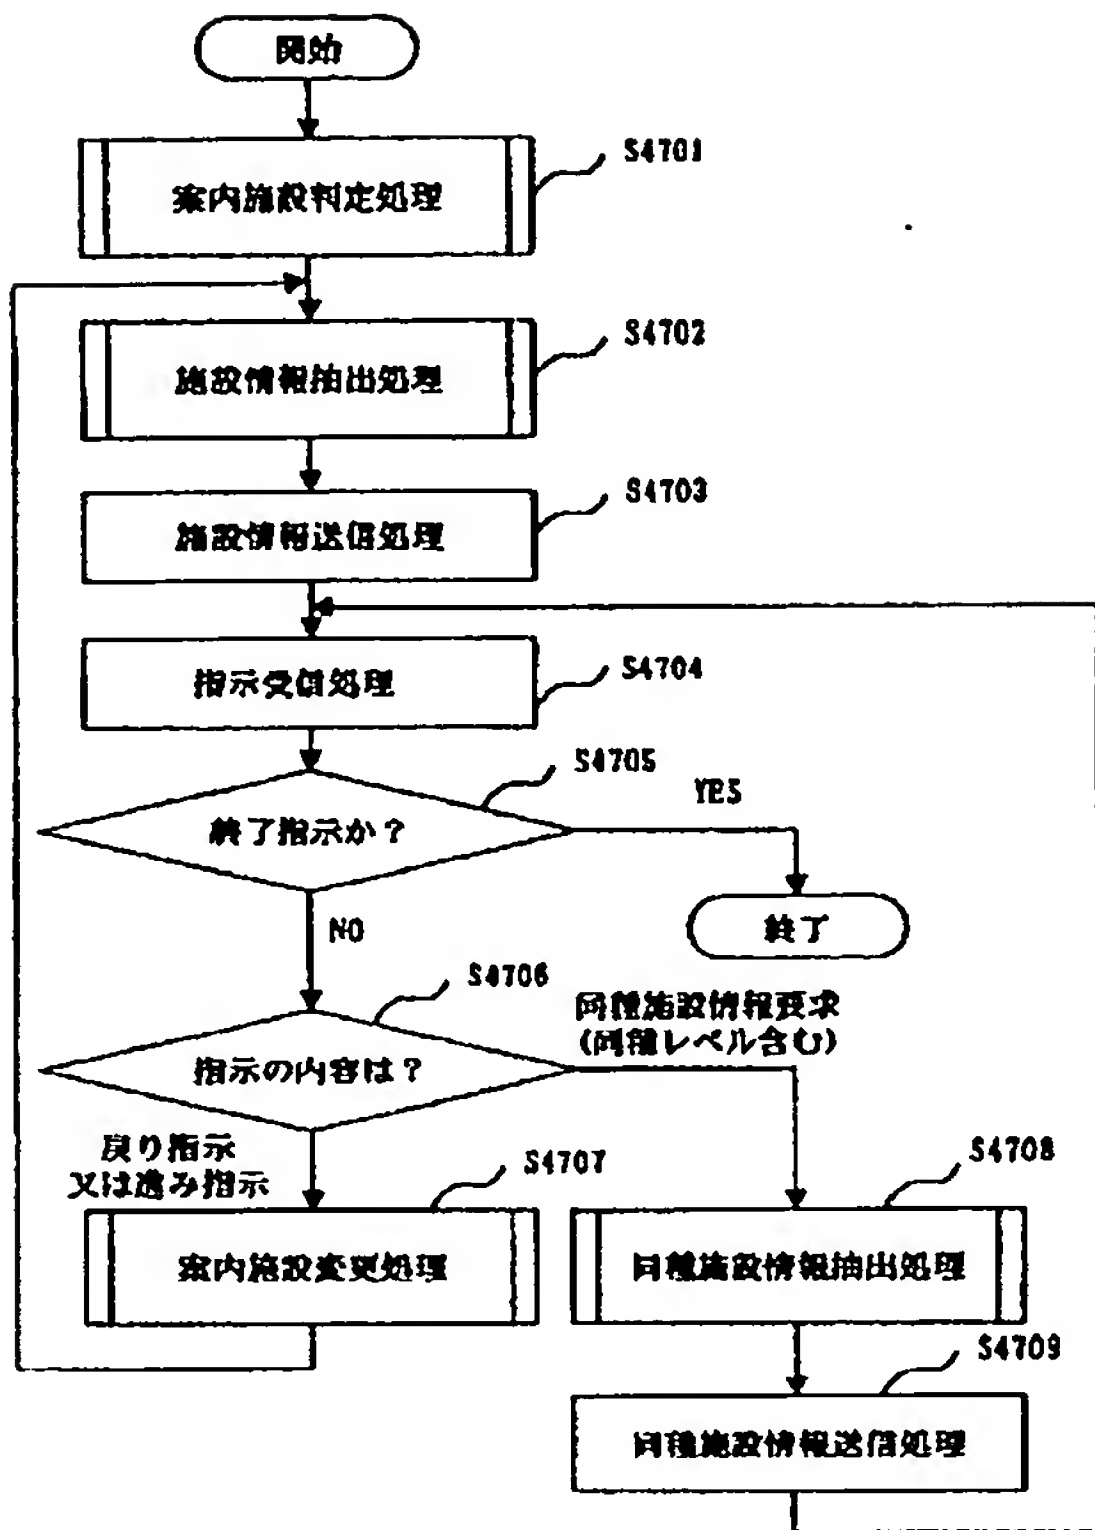 開始
S4701
案内施設判定処理
S4702
施設情報抽出処理
S4703
施設情報送信処理
S4704
指示受信処理
S4705
終了指示か?
YES
終了
NO
S4706
指示の内容は?
同種施設情報要求
(同種レベル含む)
戻り指示
又は進み指示
S4707
案内施設変更処理
S4708
同種施設情報抽出処理
S4709
同種施設情報送信処理